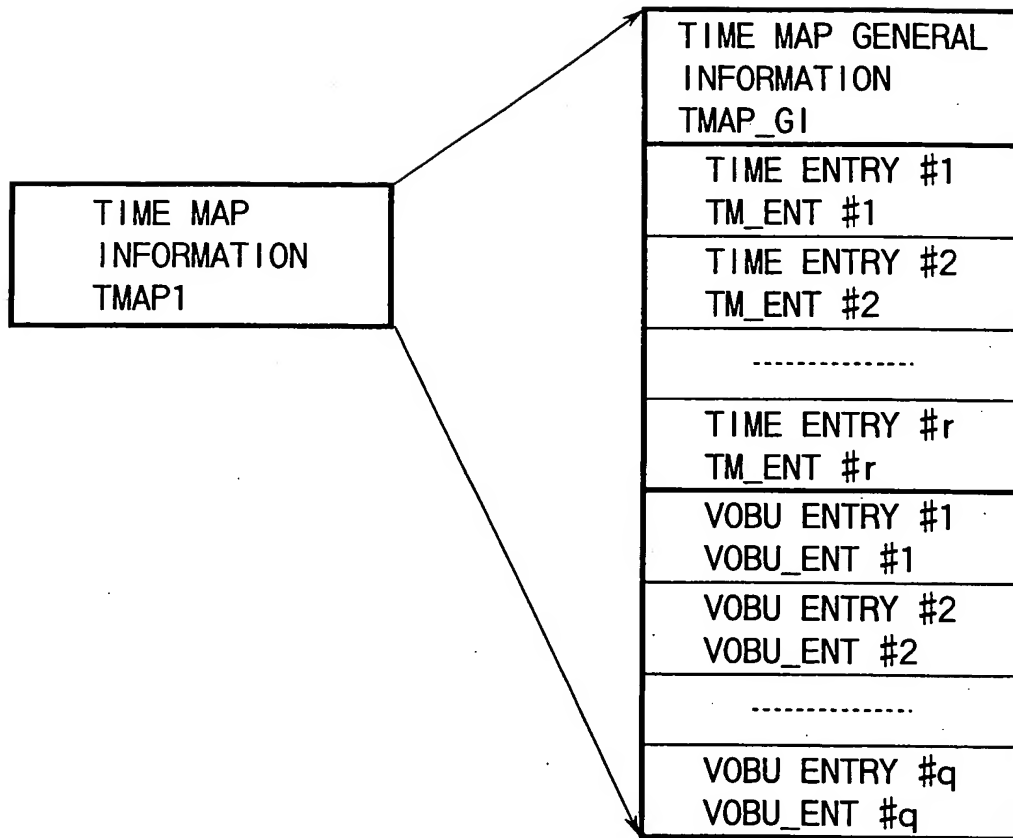 TIME MAP
INFORMATION
TMAP1
TIME MAP GENERAL
INFORMATION
TMAP_GI
TIME ENTRY #1
TM_ENT #1
TIME ENTRY #2
TM_ENT #2
TIME ENTRY #r
TM_ENT #r
VOBU ENTRY #1
VOBU_ENT #1
VOBU ENTRY #2
VOBU_ENT #2
VOBU ENTRY #q
VOBU_ENT #q